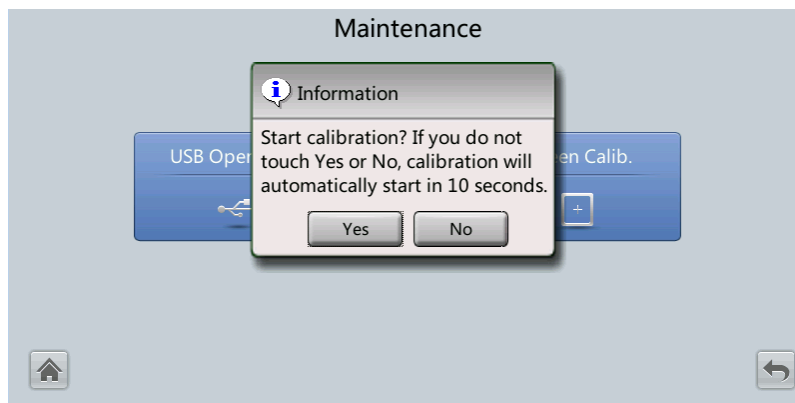 Maintenance
Information
USB Oper
Start calibration? If you do not
touch Yes or No, calibration will
automatically start in 10 seconds.
en Calib.
Yes
No